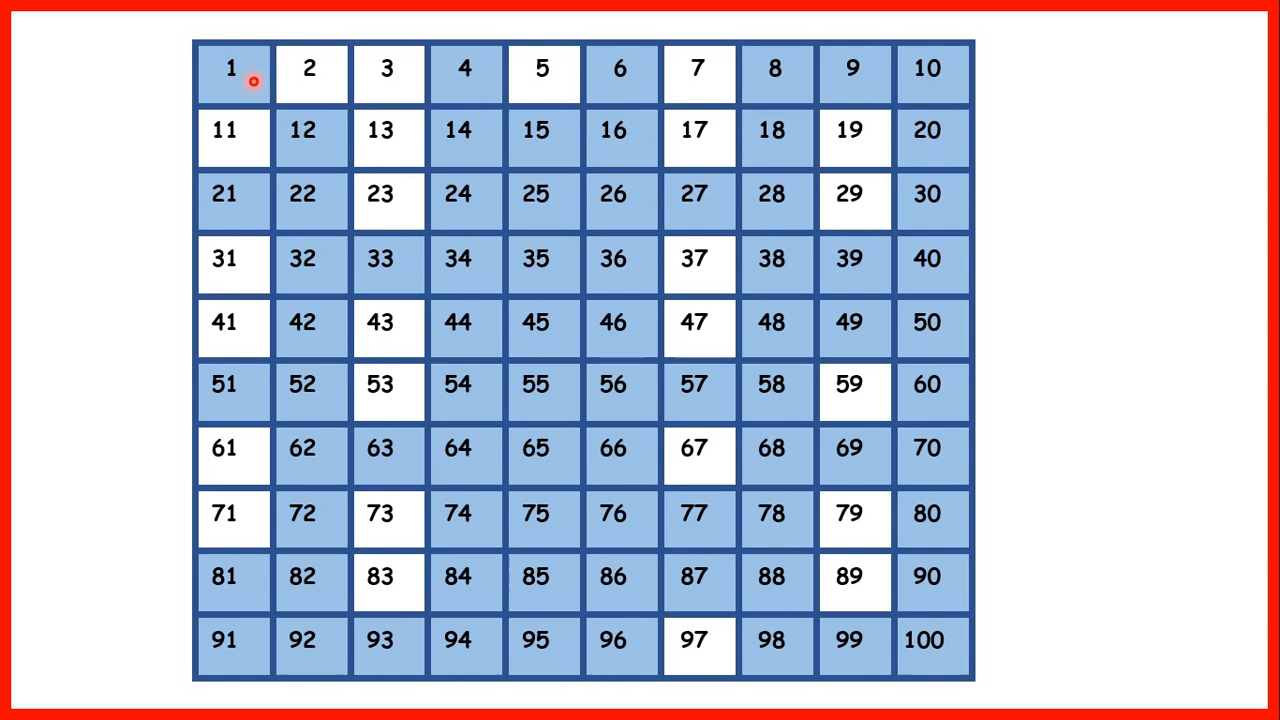 1 2 3 4 5 6 7 8 9 10
11 12 13 14 15 16 17 18 19 20
21 22 23 24 25 26 27 28 29 30
31 32 33 34 35 36 37 38 39 40
41 42 43 44 45 46 47 48 49 50
51 52 53 54 55 56 57 58 59 60
61 62 63 64 65 66 67 68 69 70
71 72 73 74 75 76 77 78 79 80
81 82 83 84 85 86 87 88 89 90
91 92 93 94 95 96 97 98 99 100